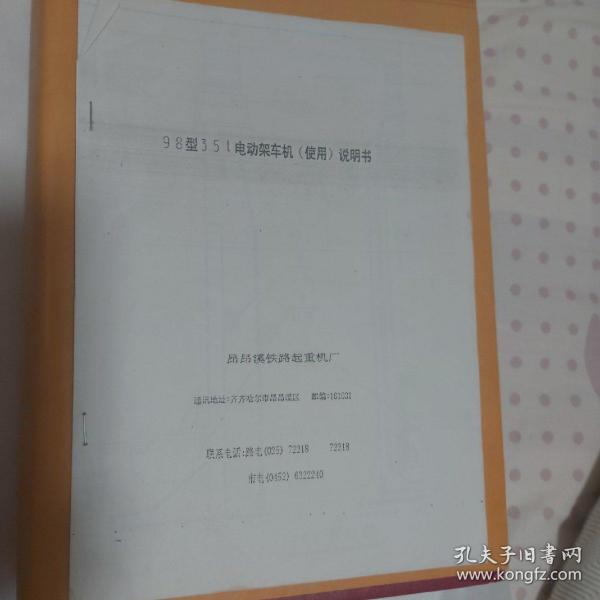 98型35t电动架车机(使用)说明书
昂昂溪铁路起重机厂
通讯地址:齐齐哈尔市昂昂溪区 邮编:161031
联系电话:路电(025) 72218 72218
市电(0452) 6322240
孔夫子旧书网
www.kongfz.com